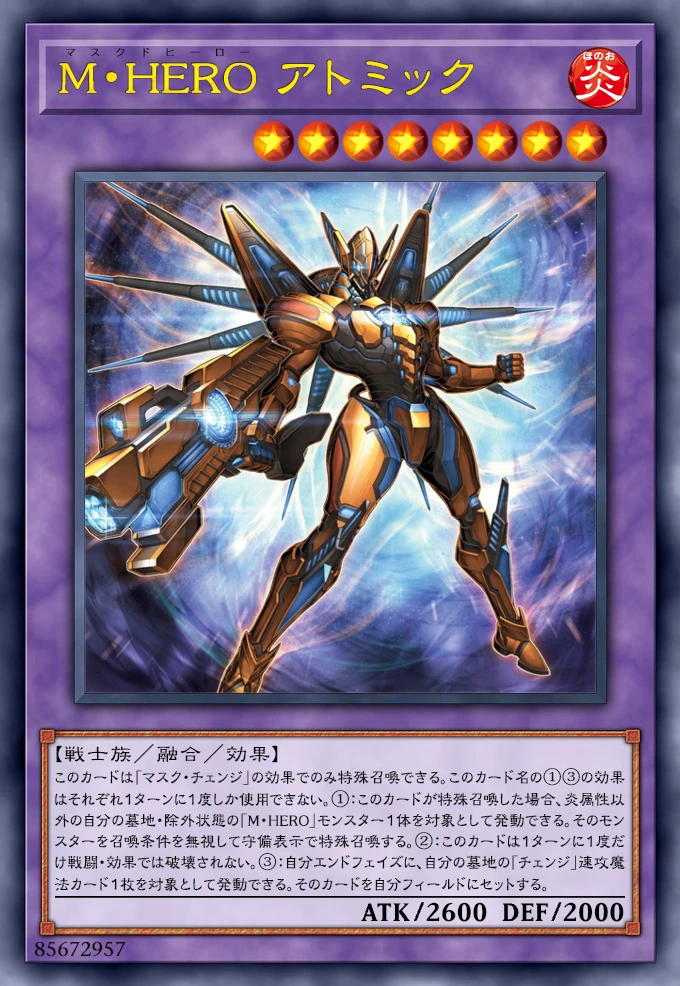 マスクドヒーロー
M・HERO アトミック
ほのお
炎
【戦士族／融合／効果】
このカードは「マスク・チェンジ」の効果でのみ特殊召喚できる。このカード名の①③の効果
はそれぞれ1ターンに1度しか使用できない。①：このカードが特殊召喚した場合、炎属性以
外の自分の墓地・除外状態の「M・HERO」モンスター1体を対象として発動できる。そのモン
スターを召喚条件を無視して守備表示で特殊召喚する。②：このカードは1ターンに1度だ
け戦闘・効果では破壊されない。③：自分エンドフェイズに、自分の墓地の「チェンジ」速攻魔
法カード1枚を対象として発動できる。そのカードを自分フィールドにセットする。
ATK/2600 DEF/2000
85672957